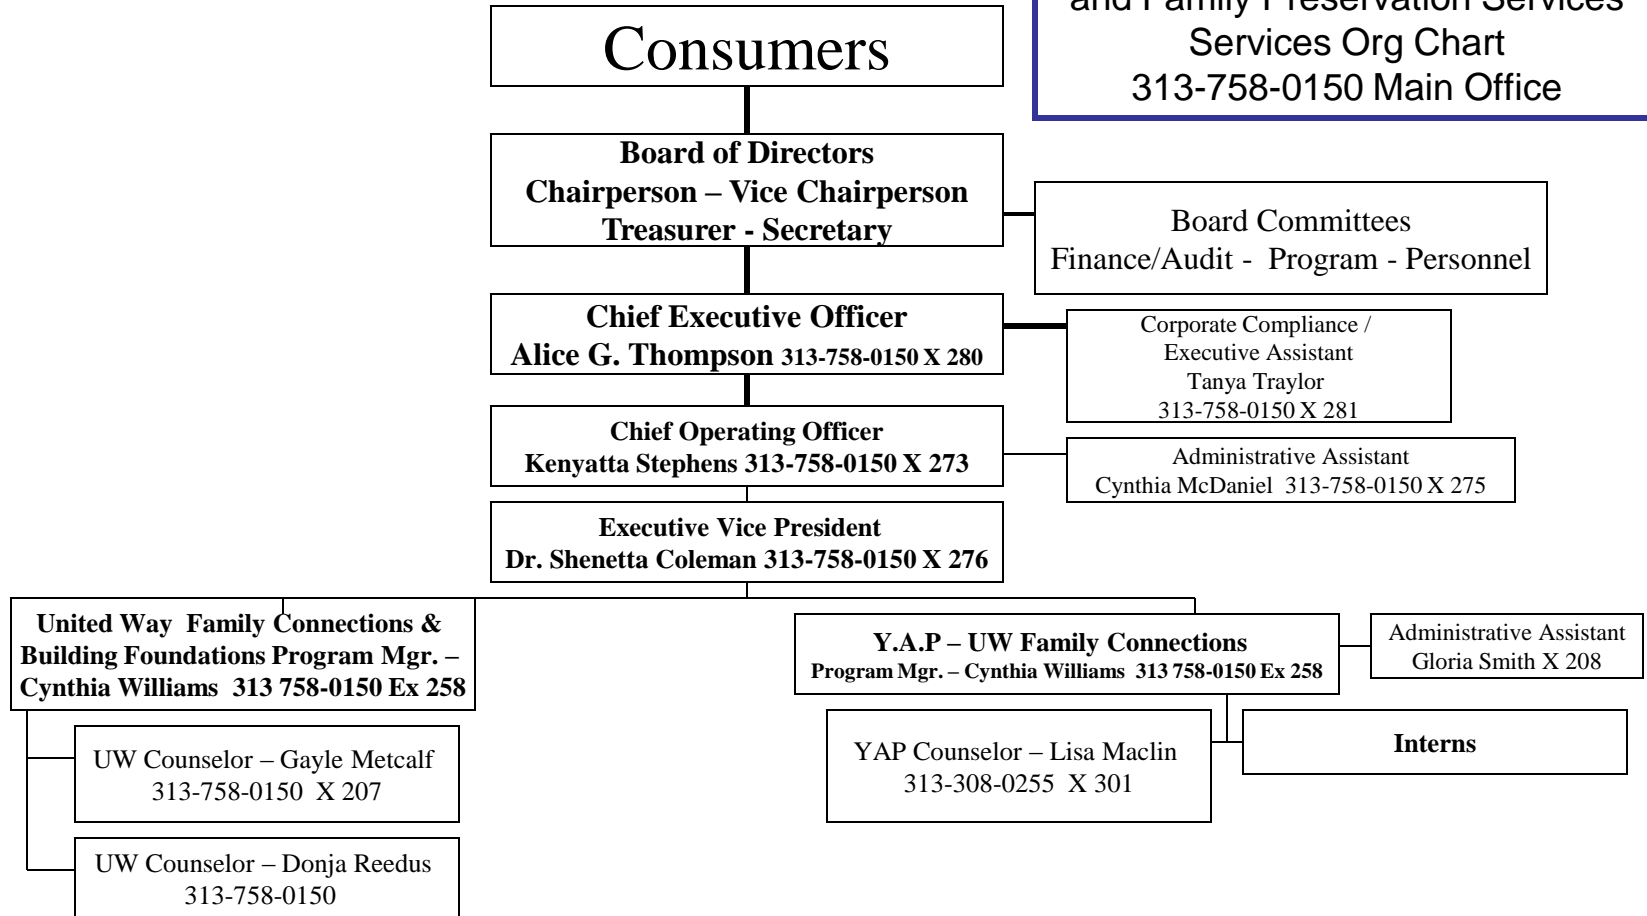 and Family Preservation Services
Services Org Chart
313-758-0150 Main Office
Consumers
Board of Directors
Chairperson – Vice Chairperson
Treasurer - Secretary
Board Committees
Finance/Audit - Program - Personnel
Chief Executive Officer
Alice G. Thompson 313-758-0150 X 280
Corporate Compliance /
Executive Assistant
Tanya Traylor
313-758-0150 X 281
Chief Operating Officer
Kenyatta Stephens 313-758-0150 X 273
Administrative Assistant
Cynthia McDaniel 313-758-0150 X 275
Executive Vice President
Dr. Shenetta Coleman 313-758-0150 X 276
United Way Family Connections &
Building Foundations Program Mgr. –
Cynthia Williams 313 758-0150 Ex 258
UW Counselor – Gayle Metcalf
313-758-0150 X 207
UW Counselor – Donja Reedus
313-758-0150
Y.A.P – UW Family Connections
Program Mgr. – Cynthia Williams 313 758-0150 Ex 258
Administrative Assistant
Gloria Smith X 208
YAP Counselor – Lisa Maclin
313-308-0255 X 301
Interns